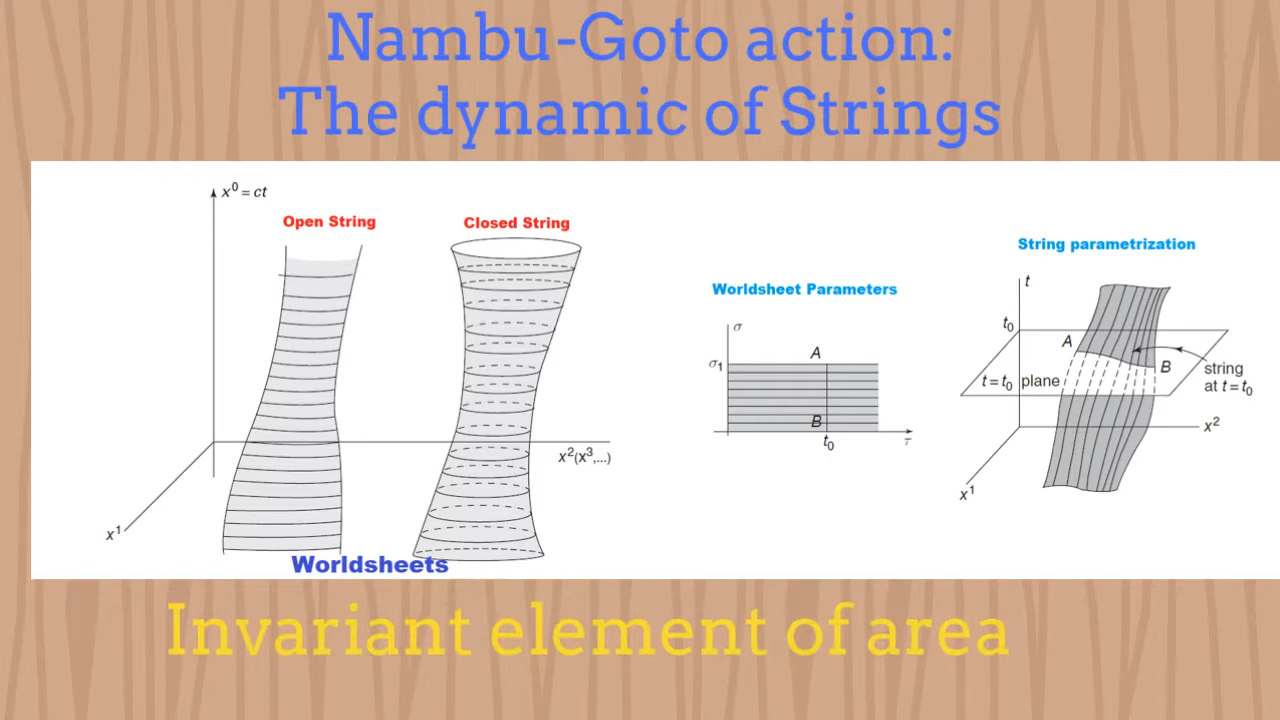 Nambu-Goto action:
The dynamic of Strings
x⁰ = ct
Open String
Closed String
x²(x³,...)
x¹
Worldsheets
Worldsheet Parameters
σ
σ₁
A
B
t₀
τ
String parametrization
t
t₀
A
B
t = t₀ plane
string
at t = t₀
x²
x¹
Invariant element of area